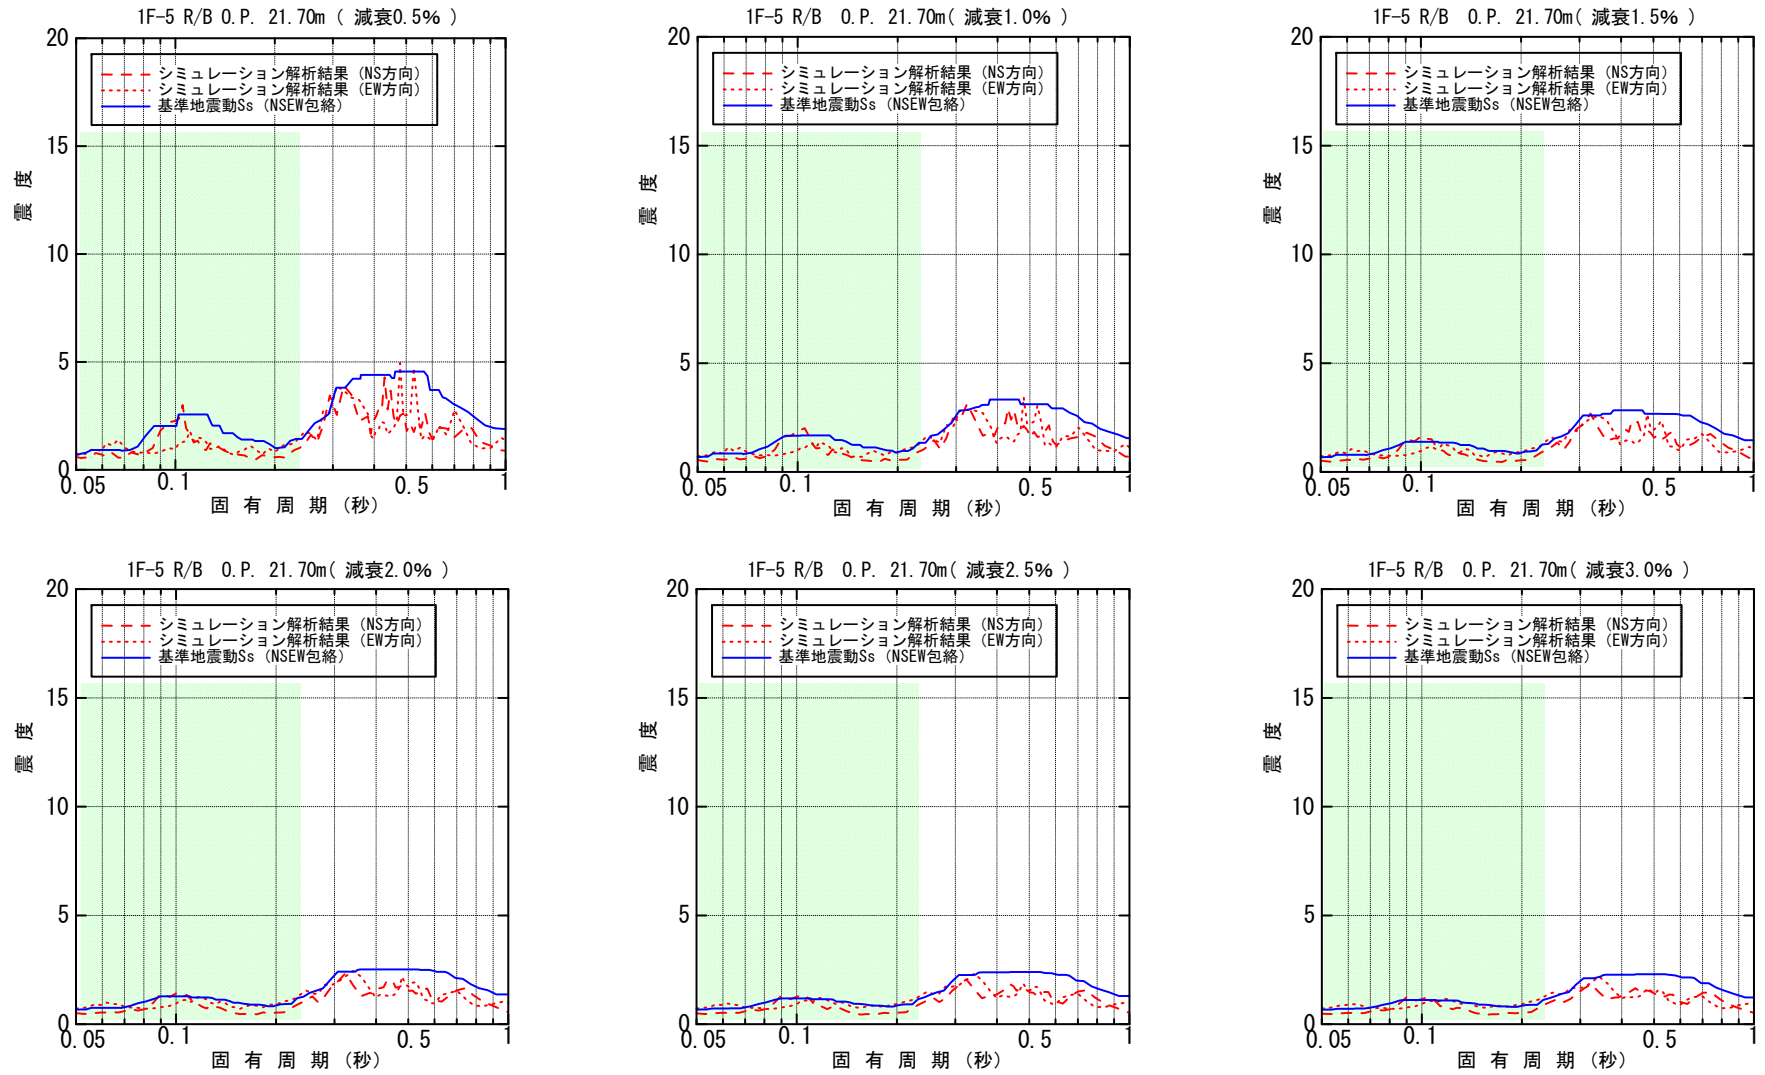 1F-5 R/B O.P. 21.70m ( 減衰0.5% )
20
15
10
5
0
震度
シミュレーション解析結果 (NS方向)
シミュレーション解析結果 (EW方向)
基準地震動Ss (NSEW包絡)
0.05 0.1 0.5 1
固有周期 (秒)
1F-5 R/B O.P. 21.70m( 減衰1.0% )
20
15
10
5
0
震度
シミュレーション解析結果 (NS方向)
シミュレーション解析結果 (EW方向)
基準地震動Ss (NSEW包絡)
0.05 0.1 0.5 1
固有周期 (秒)
1F-5 R/B O.P. 21.70m( 減衰1.5% )
20
15
10
5
0
震度
シミュレーション解析結果 (NS方向)
シミュレーション解析結果 (EW方向)
基準地震動Ss (NSEW包絡)
0.05 0.1 0.5 1
固有周期 (秒)
1F-5 R/B O.P. 21.70m( 減衰2.0% )
20
15
10
5
0
震度
シミュレーション解析結果 (NS方向)
シミュレーション解析結果 (EW方向)
基準地震動Ss (NSEW包絡)
0.05 0.1 0.5 1
固有周期 (秒)
1F-5 R/B O.P. 21.70m( 減衰2.5% )
20
15
10
5
0
震度
シミュレーション解析結果 (NS方向)
シミュレーション解析結果 (EW方向)
基準地震動Ss (NSEW包絡)
0.05 0.1 0.5 1
固有周期 (秒)
1F-5 R/B O.P. 21.70m( 減衰3.0% )
20
15
10
5
0
震度
シミュレーション解析結果 (NS方向)
シミュレーション解析結果 (EW方向)
基準地震動Ss (NSEW包絡)
0.05 0.1 0.5 1
固有周期 (秒)